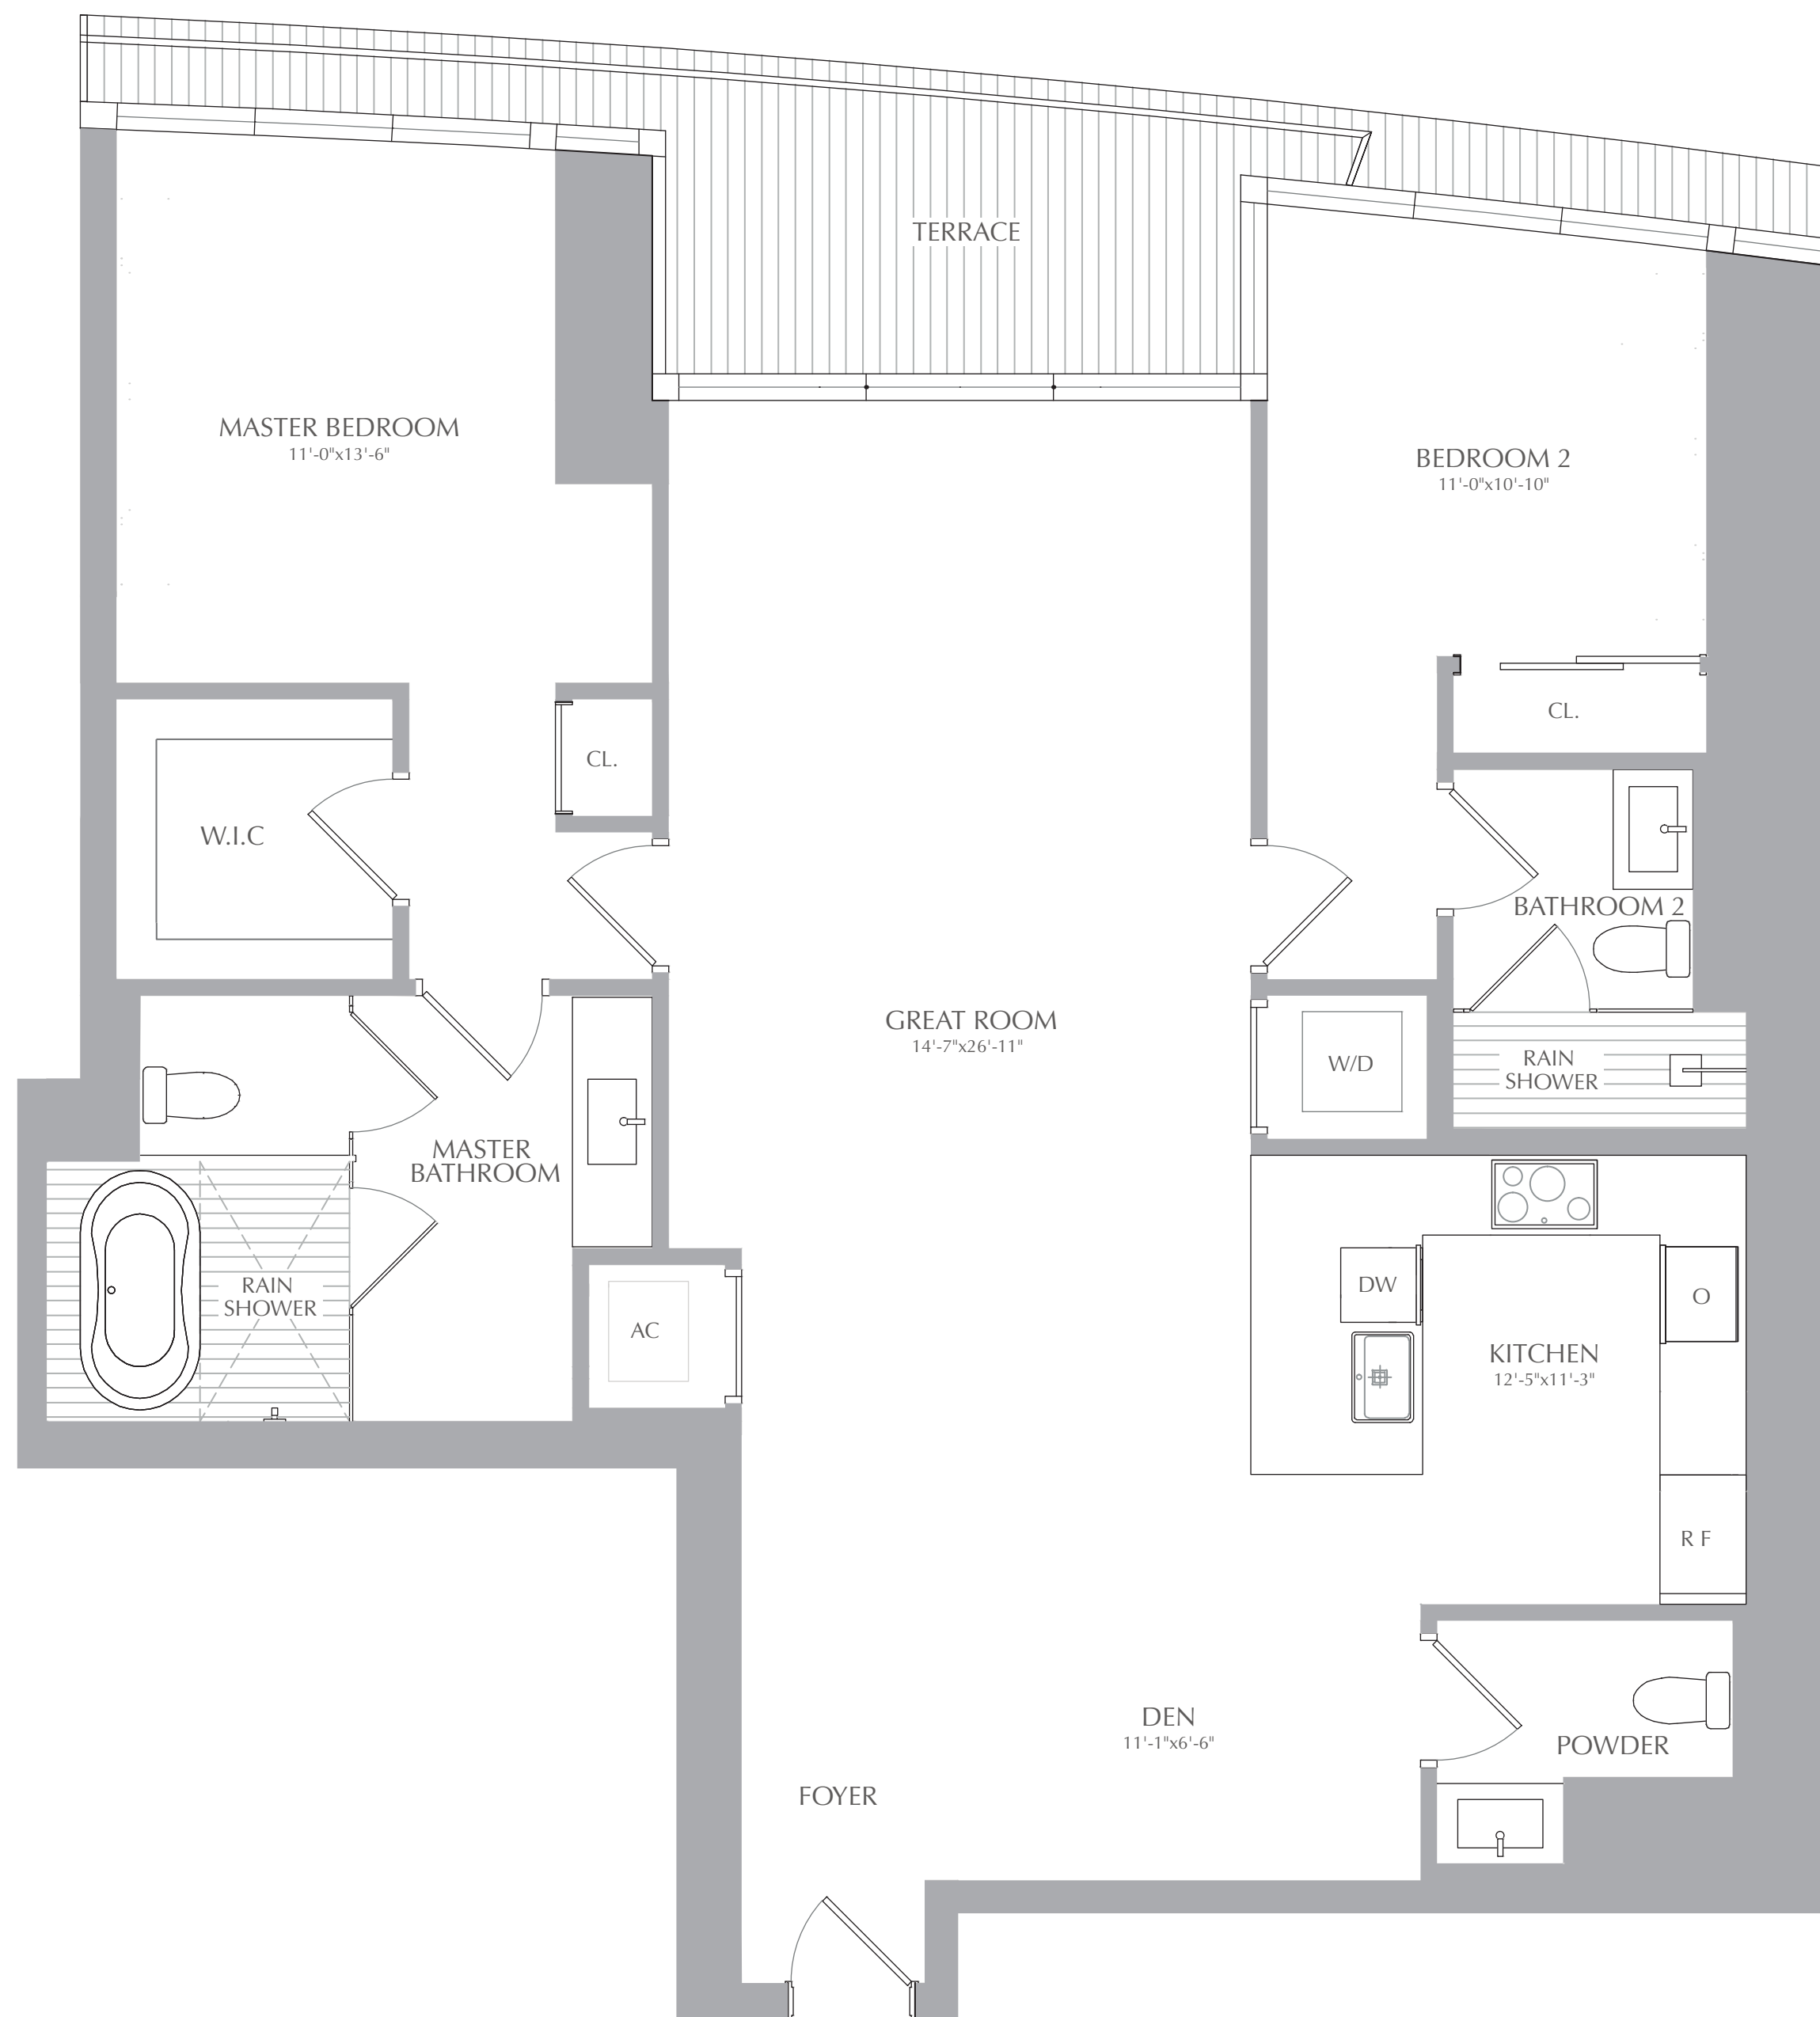 TERRACE
MASTER BEDROOM
11'-0"x13'-6"
BEDROOM 2
11'-0"x10'-10"
CL.
CL.
W.I.C
BATHROOM 2
GREAT ROOM
14'-7"x26'-11"
W/D
RAIN
SHOWER
MASTER
BATHROOM
RAIN
SHOWER
AC
DW
O
KITCHEN
12'-5"x11'-3"
R F
DEN
11'-1"x6'-6"
POWDER
FOYER